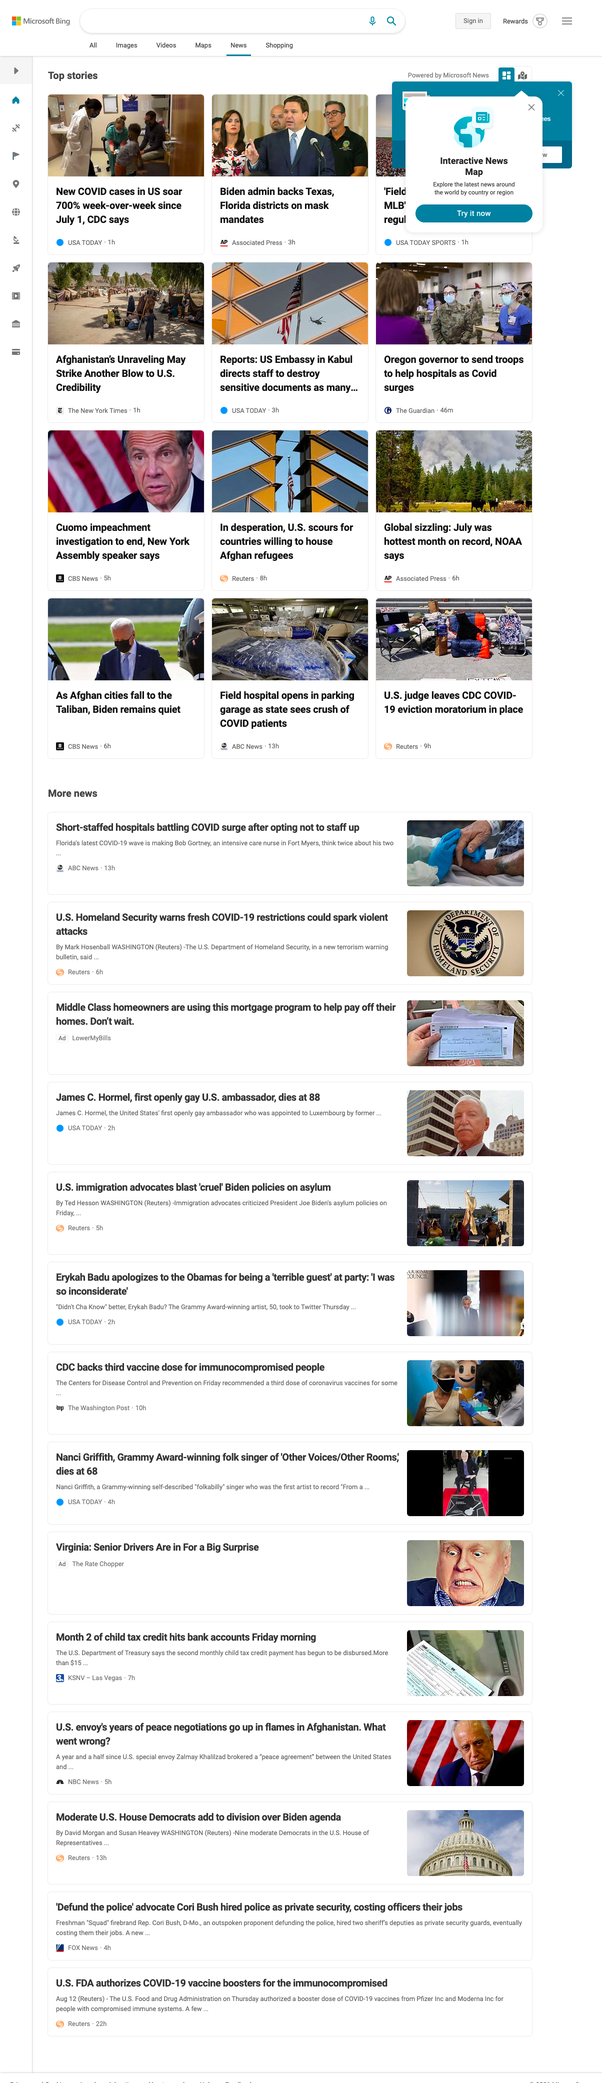 Microsoft Bing
Sign in
Rewards
All
Images
Videos
Maps
News
Shopping
Top stories
Powered by Microsoft News
Interactive News
Map
Explore the latest news around
the world by country or region
Try it now
New COVID cases in US soar
700% week-over-week since
July 1, CDC says
USA TODAY · 1h
Biden admin backs Texas,
Florida districts on mask
mandates
AP Associated Press · 3h
'Field
MLB'
regul
USA TODAY SPORTS · 1h
Afghanistan's Unraveling May
Strike Another Blow to U.S.
Credibility
The New York Times · 1h
Reports: US Embassy in Kabul
directs staff to destroy
sensitive documents as many...
USA TODAY · 3h
Oregon governor to send troops
to help hospitals as Covid
surges
The Guardian · 46m
Cuomo impeachment
investigation to end, New York
Assembly speaker says
CBS News · 5h
In desperation, U.S. scours for
countries willing to house
Afghan refugees
Reuters · 8h
Global sizzling: July was
hottest month on record, NOAA
says
AP Associated Press · 6h
As Afghan cities fall to the
Taliban, Biden remains quiet
CBS News · 6h
Field hospital opens in parking
garage as state sees crush of
COVID patients
ABC News · 13h
U.S. judge leaves CDC COVID-
19 eviction moratorium in place
Reuters · 9h
More news
Short-staffed hospitals battling COVID surge after opting not to staff up
Florida's latest COVID-19 wave is making Bob Gortney, an intensive care nurse in Fort Myers, think twice about his two
...
ABC News · 13h
U.S. Homeland Security warns fresh COVID-19 restrictions could spark violent
attacks
By Mark Hosenball WASHINGTON (Reuters) -The U.S. Department of Homeland Security, in a new terrorism warning
bulletin, said ...
Reuters · 6h
U.S. DEPARTMENT OF HOMELAND SECURITY
Middle Class homeowners are using this mortgage program to help pay off their
homes. Don't wait.
Ad LowerMyBills
James C. Hormel, first openly gay U.S. ambassador, dies at 88
James C. Hormel, the United States' first openly gay ambassador who was appointed to Luxembourg by former ...
USA TODAY · 2h
U.S. immigration advocates blast 'cruel' Biden policies on asylum
By Ted Hesson WASHINGTON (Reuters) -Immigration advocates criticized President Joe Biden's asylum policies on
Friday, ...
Reuters · 5h
Erykah Badu apologizes to the Obamas for being a 'terrible guest' at party: 'I was
so inconsiderate'
"Didn't Cha Know" better, Erykah Badu? The Grammy Award-winning artist, 50, took to Twitter Thursday ...
USA TODAY · 2h
CDC backs third vaccine dose for immunocompromised people
The Centers for Disease Control and Prevention on Friday recommended a third dose of coronavirus vaccines for some
...
wp The Washington Post · 10h
Nanci Griffith, Grammy Award-winning folk singer of 'Other Voices/Other Rooms,'
dies at 68
Nanci Griffith, a Grammy-winning self-described "folkabilly" singer who was the first artist to record "From a ...
USA TODAY · 4h
Virginia: Senior Drivers Are in For a Big Surprise
Ad The Rate Chopper
Month 2 of child tax credit hits bank accounts Friday morning
The U.S. Department of Treasury says the second monthly child tax credit payment has begun to be disbursed.More
than $15 ...
KSNV – Las Vegas · 7h
U.S. envoy's years of peace negotiations go up in flames in Afghanistan. What
went wrong?
A year and a half since U.S. special envoy Zalmay Khalilzad brokered a "peace agreement" between the United States
and ...
NBC News · 5h
Moderate U.S. House Democrats add to division over Biden agenda
By David Morgan and Susan Heavey WASHINGTON (Reuters) -Nine moderate Democrats in the U.S. House of
Representatives ...
Reuters · 13h
'Defund the police' advocate Cori Bush hired police as private security, costing officers their jobs
Freshman "Squad" firebrand Rep. Cori Bush, D-Mo., an outspoken proponent defunding the police, hired two sheriff's deputies as private security guards, eventually
costing them their jobs. A new ...
FOX News · 4h
U.S. FDA authorizes COVID-19 vaccine boosters for the immunocompromised
Aug 12 (Reuters) - The U.S. Food and Drug Administration on Thursday authorized a booster dose of COVID-19 vaccines from Pfizer Inc and Moderna Inc for
people with compromised immune systems. A few ...
Reuters · 22h